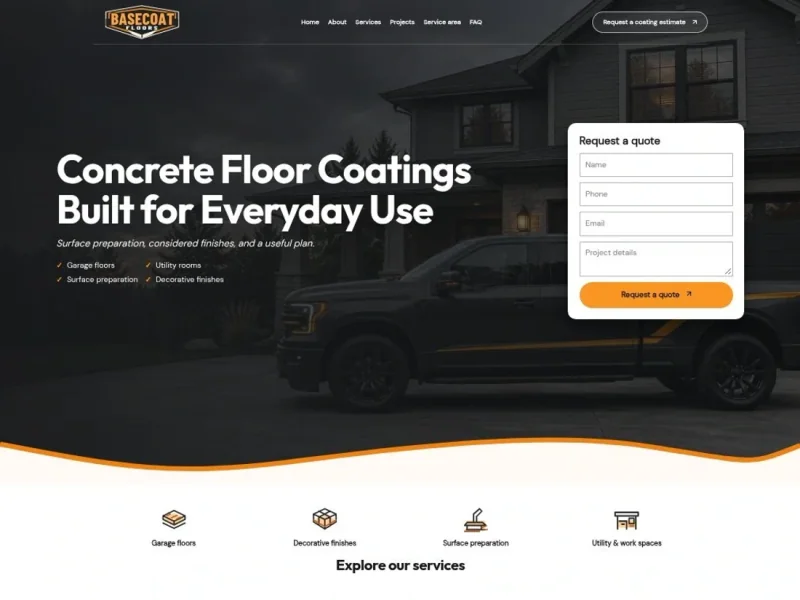 BASECOAT
FLOORS
Home About Services Projects Service area FAQ
Request a coating estimate
Concrete Floor Coatings
Built for Everyday Use
Surface preparation, considered finishes, and a useful plan.
Garage floors
Utility rooms
Surface preparation
Decorative finishes
Request a quote
Name
Phone
Email
Project details
Request a quote
Garage floors
Decorative finishes
Surface preparation
Utility & work spaces
Explore our services